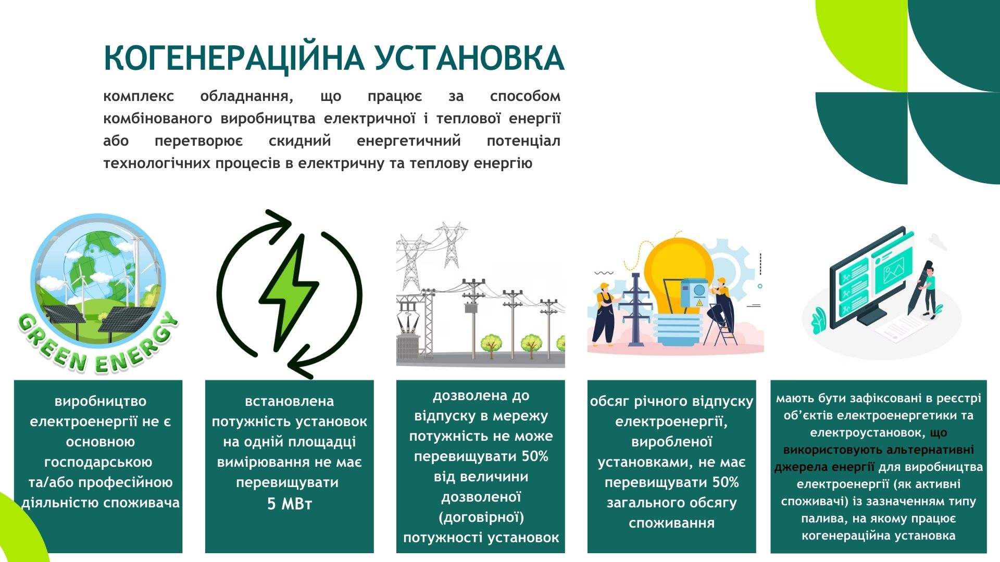 КОГЕНЕРАЦІЙНА УСТАНОВКА
комплекс обладнання, що працює за способом
комбінованого виробництва електричної і теплової енергії
або перетворює скидний енергетичний потенціал
технологічних процесів в електричну та теплову енергію
GREEN ENERGY
виробництво
електроенергії не є
основною
господарською
та/або професійною
діяльністю споживача
встановлена
потужність установок
на одній площадці
вимірювання не має
перевищувати
5 МВт
дозволена до
відпуску в мережу
потужність не може
перевищувати 50%
від величини
дозволеної
(договірної)
потужності установок
обсяг річного відпуску
електроенергії,
виробленої
установками, не має
перевищувати 50%
загального обсягу
споживання
мають бути зафіксовані в реєстрі
об’єктів електроенергетики та
електроустановок, що
використовують альтернативні
джерела енергії для виробництва
електроенергії (як активні
споживачі) із зазначенням типу
палива, на якому працює
когенераційна установка